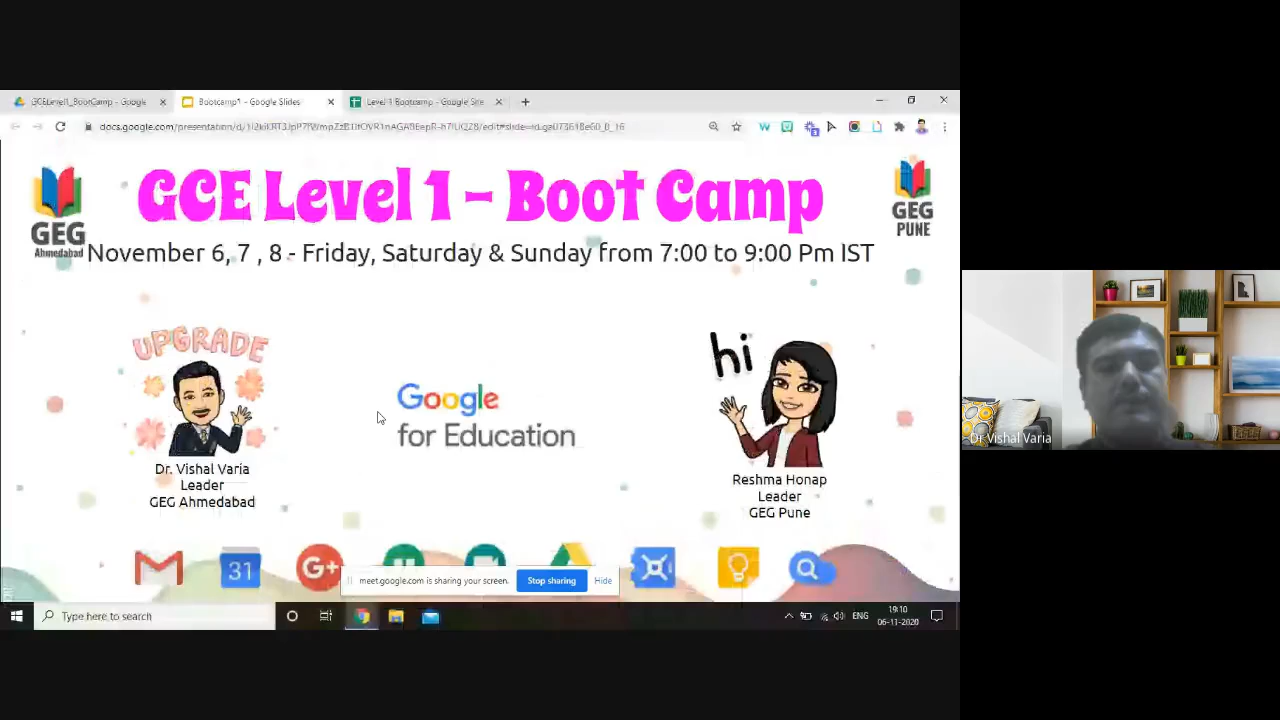 GCELevel1_BootCamp - Google
Bootcamp1 - Google Slides
Level 1 Bootcamp - Google Site
GEG
Ahmedabad
GCE Level 1 - Boot Camp
GEG
PUNE
November 6, 7 , 8 - Friday, Saturday & Sunday from 7:00 to 9:00 Pm IST
UPGRADE
hi
Google
for Education
Dr. Vishal Varia
Leader
GEG Ahmedabad
Reshma Honap
Leader
GEG Pune
Dr Vishal Varia
31
G+
meet.google.com is sharing your screen.
Stop sharing
Hide
Type here to search
ENG
19:10
06-11-2020